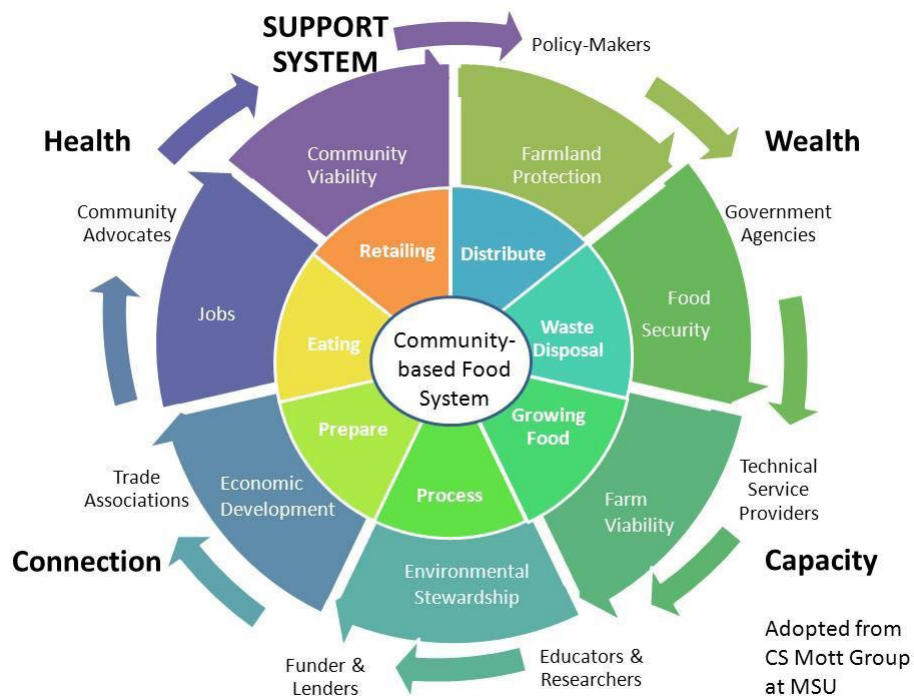 SUPPORT
SYSTEM
Policy-Makers
Health
Wealth
Community
Viability
Farmland
Protection
Community
Advocates
Government
Agencies
Retailing
Distribute
Jobs
Food
Security
Eating
Waste
Disposal
Community-
based Food
System
Prepare
Growing
Food
Process
Trade
Associations
Economic
Development
Farm
Viability
Technical
Service
Providers
Connection
Capacity
Environmental
Stewardship
Funder &
Lenders
Educators &
Researchers
Adopted from
CS Mott Group
at MSU